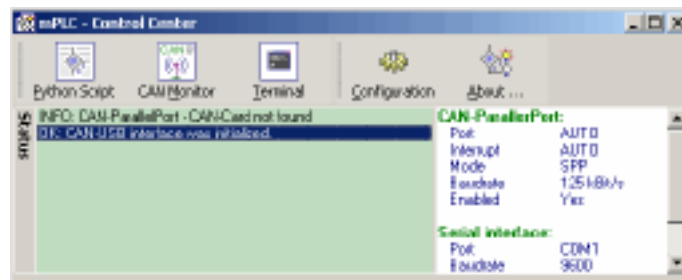 mPLC - Control Center
Python Script
CAN Monitor
Terminal
Configuration
About ...
Status
INFO: CAN-ParallelPort - CAN-Card not found
OK: CAN-USB interface was initialized.
CAN-ParallerPort:
Port AUTO
Interrupt AUTO
Mode SPP
Baudrate 125 kBit/s
Enabled Yes
Serial interface:
Port COM1
Baudrate 9600